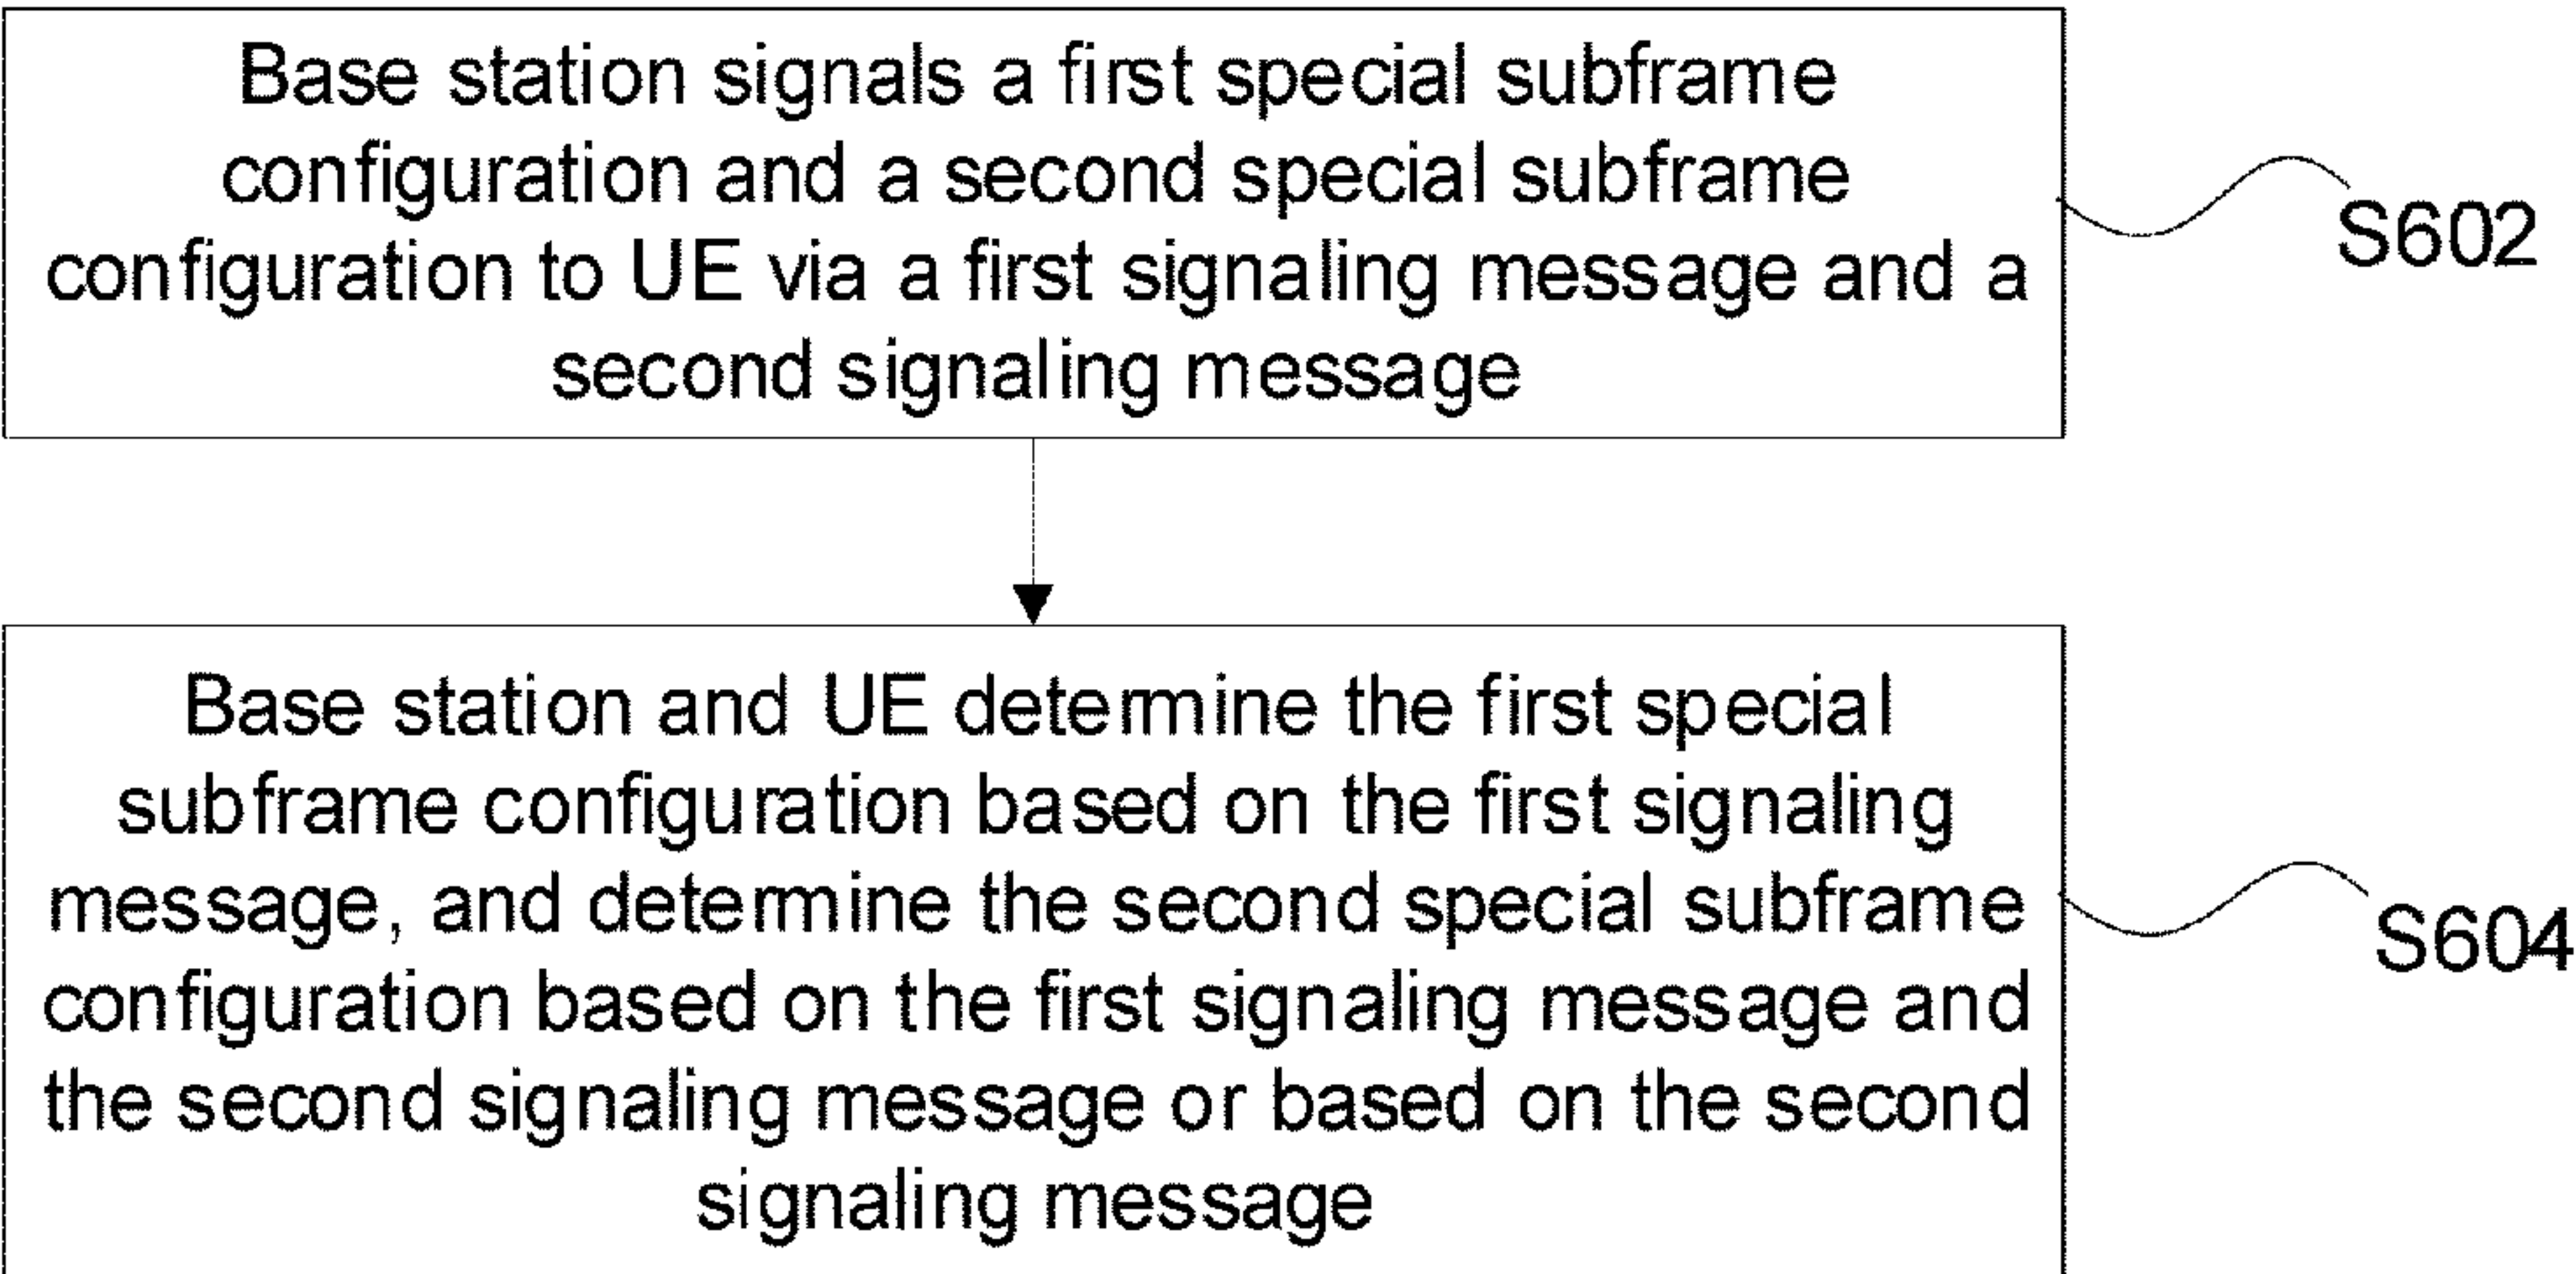 Base station signals a first special subframe
configuration and a second special subframe
configuration to UE via a first signaling message and a
second signaling message
S602
Base station and UE determine the first special
subframe configuration based on the first signaling
message, and determine the second special subframe
configuration based on the first signaling message and
the second signaling message or based on the second
signaling message
S604